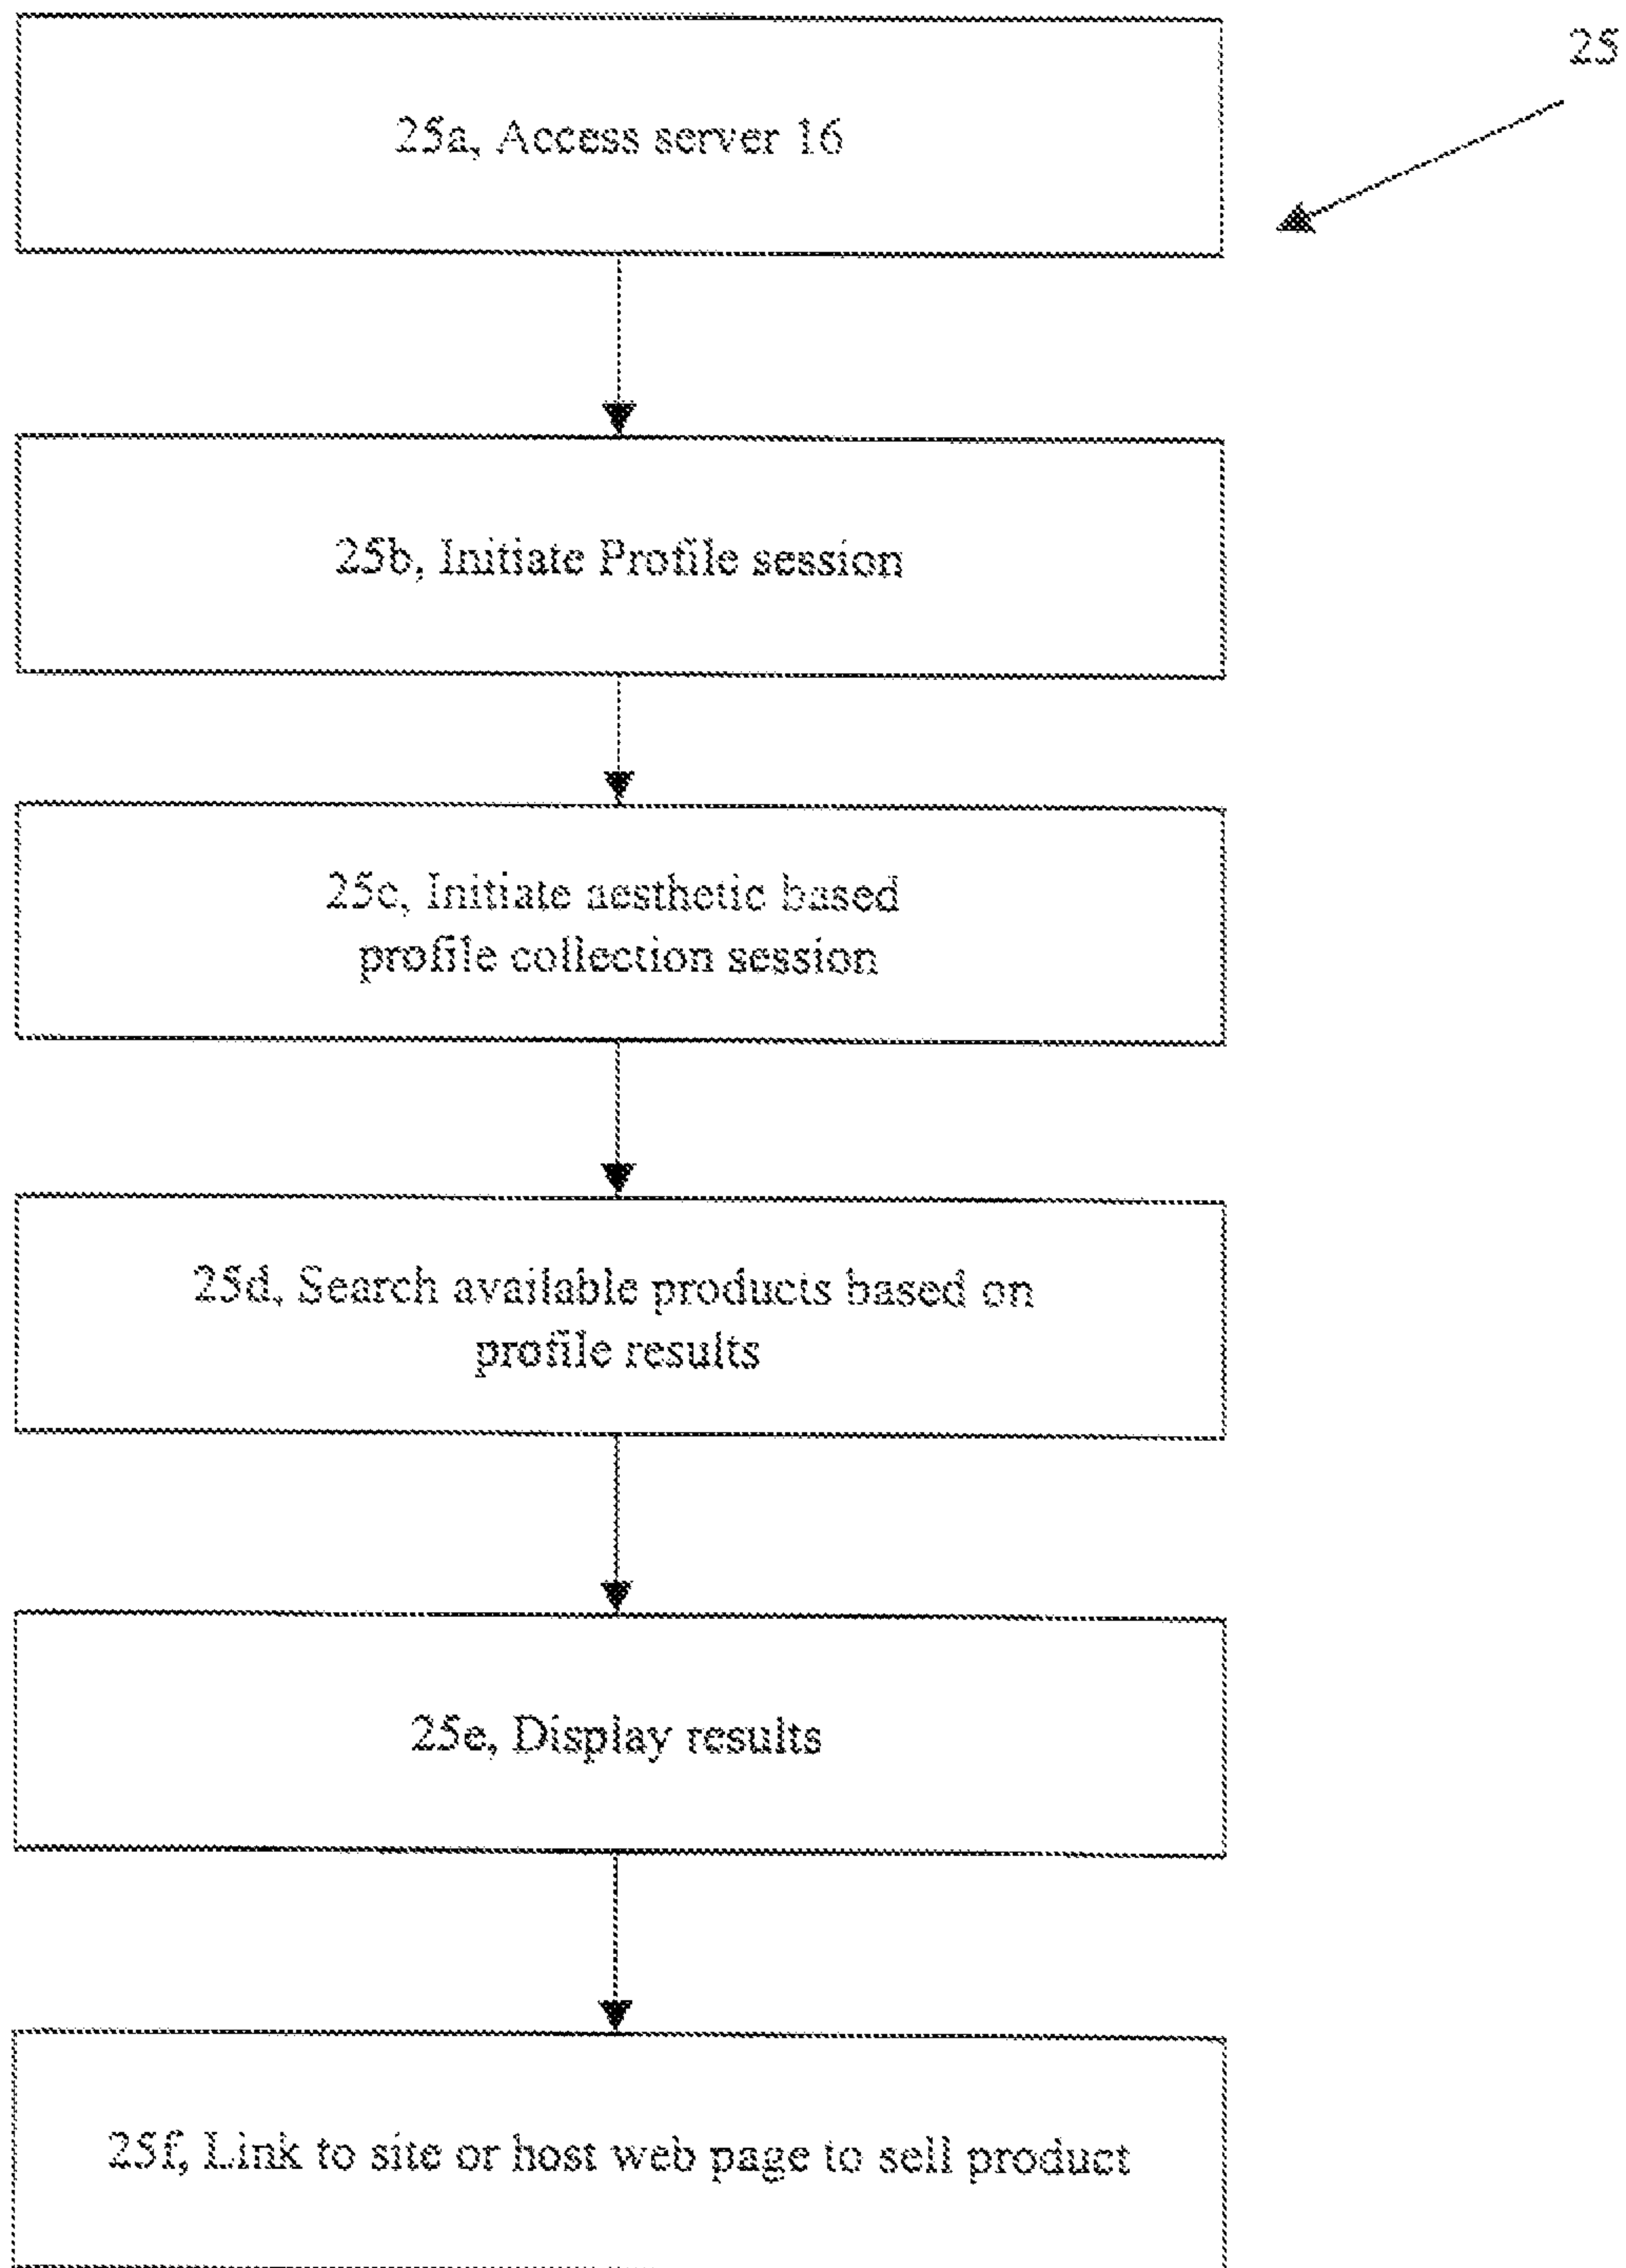 25
25a, Access server 16
25b, Initiate Profile session
25c, Initiate aesthetic based
profile collection session
25d, Search available products based on
profile results
25e, Display results
25f, Link to site or host web page to sell product